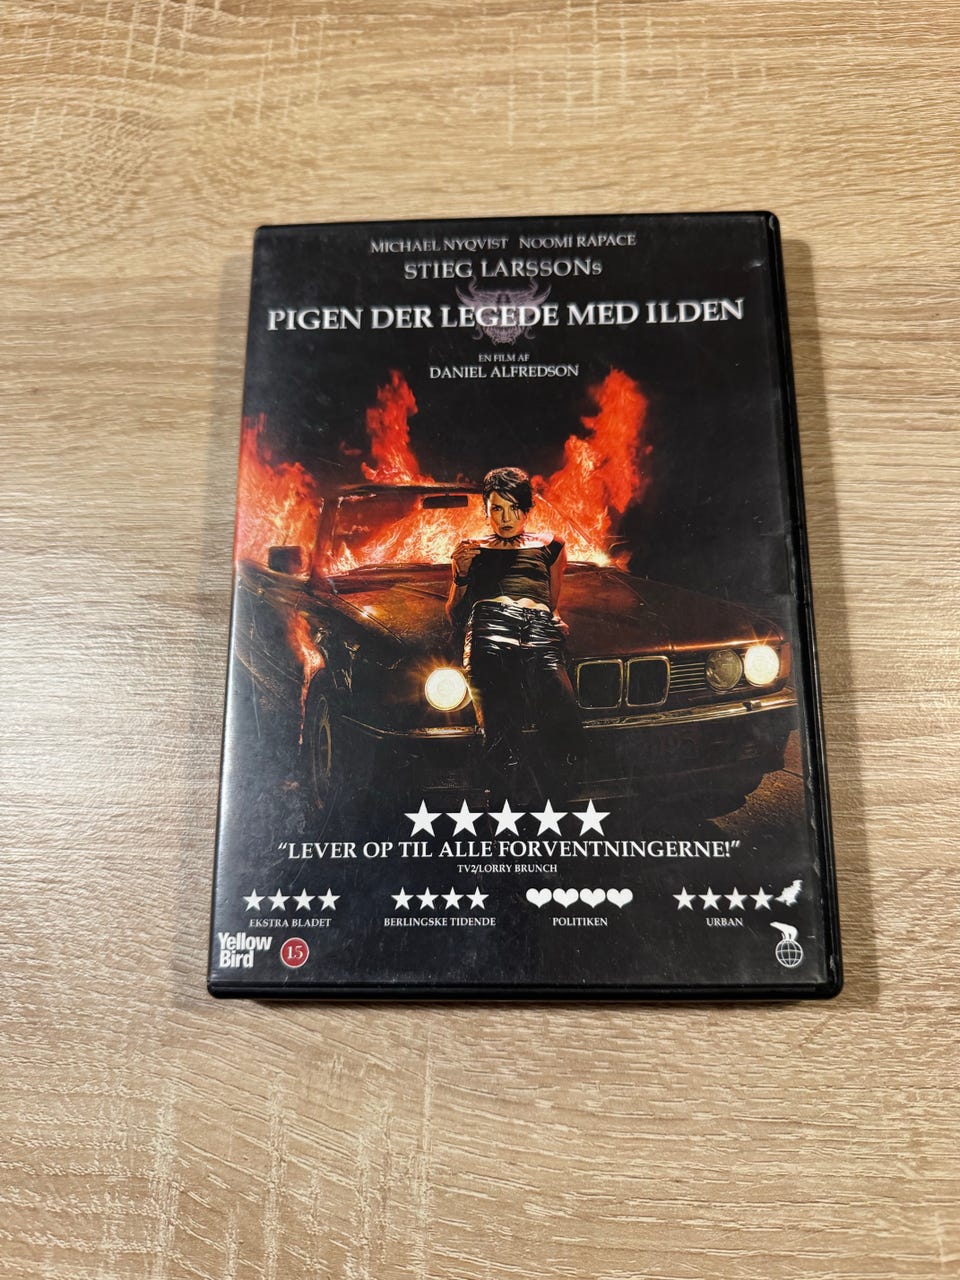 MICHAEL NYQVIST NOOMI RAPACE
STIEG LARSSONs
PIGEN DER LEGEDE MED ILDEN
EN FILM AF
DANIEL ALFREDSON
"LEVER OP TIL ALLE FORVENTNINGERNE!"
TV2/LORRY BRUNCH
EKSTRA BLADET BERLINGSKE TIDENDE POLITIKEN URBAN
Yellow
Bird
15